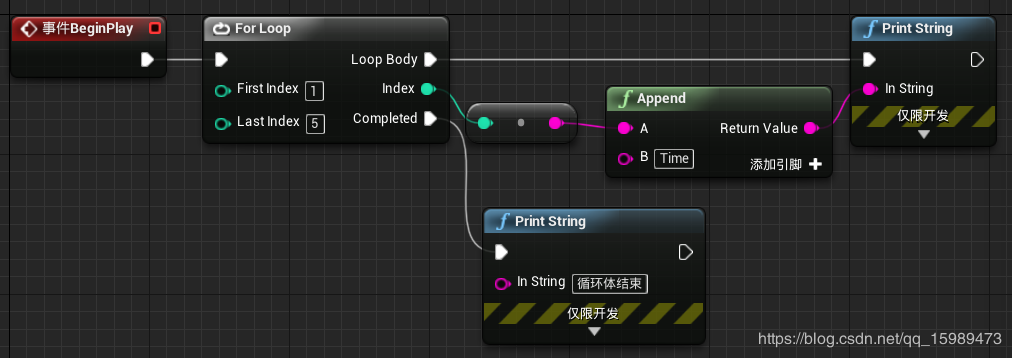 事件BeginPlay
For Loop
Loop Body
First Index 1
Index
Last Index 5
Completed
Append
A
Return Value
B Time
添加引脚
Print String
In String
仅限开发
Print String
In String 循环体结束
仅限开发
https://blog.csdn.net/qq_15989473